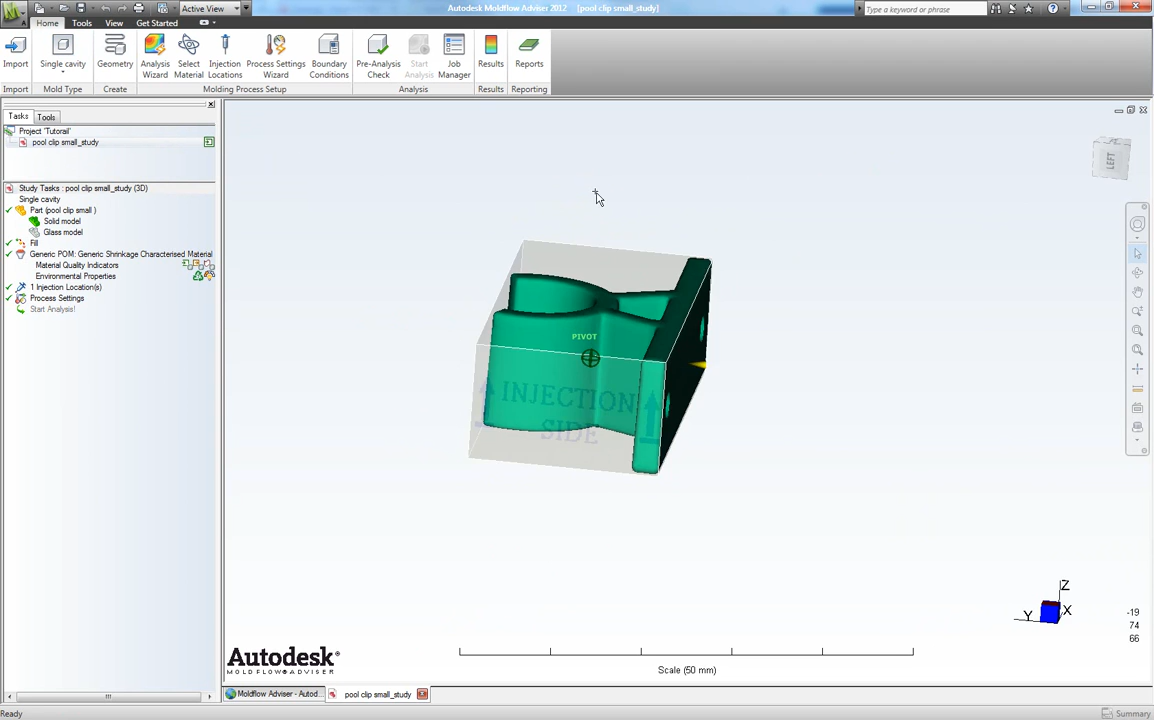 Active View
Autodesk Moldflow Adviser 2012    [pool clip small_study]
Type a keyword or phrase
Home Tools View Get Started
Import Single cavity Geometry Analysis Wizard Select Material Injection Locations Process Settings Wizard Boundary Conditions Pre-Analysis Check Start Analysis Job Manager Results Reports
Import Mold Type Create Molding Process Setup Analysis Results Reporting
Tasks Tools
Project 'Tutorail'
pool clip small_study
Study Tasks : pool clip small_study (3D)
Single cavity
Part (pool clip small )
Solid model
Glass model
Fill
Generic POM: Generic Shrinkage Characterised Material
Material Quality Indicators
Environmental Properties
1 Injection Location(s)
Process Settings
Start Analysis!
LEFT
PIVOT
INJECTION
SIDE
Z
Y X
-19
74
66
Autodesk®
MOLDFLOW®ADVISER
Scale (50 mm)
Moldflow Adviser - Autod...
pool clip small_study
Ready
Summary